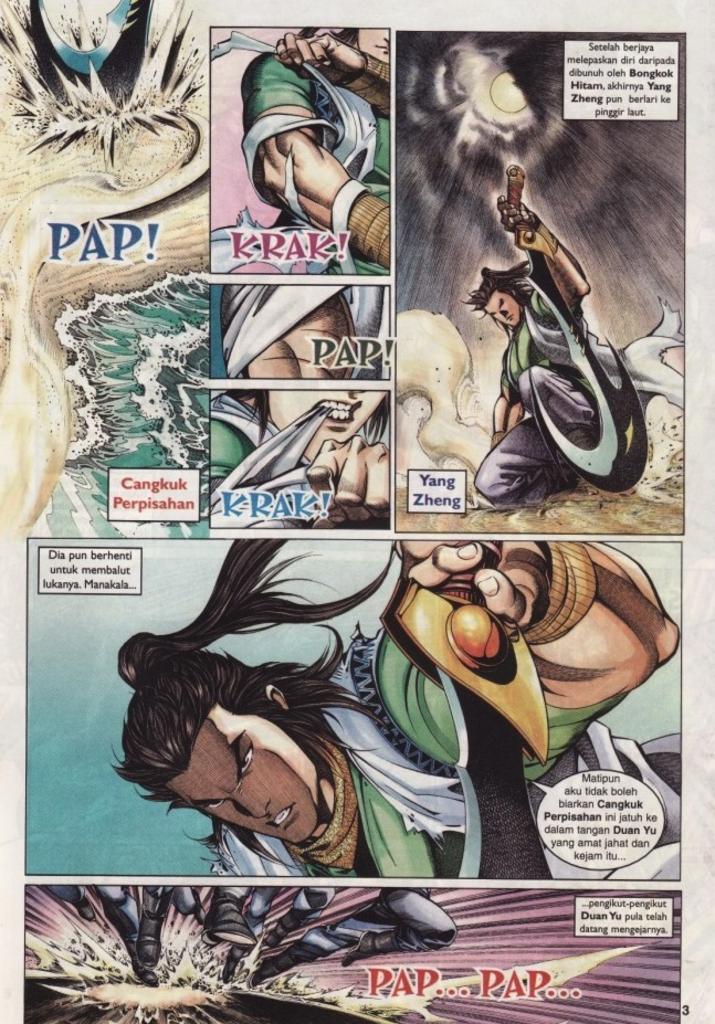 PAP!
Cangkuk
Perpisahan
KRAK!
PAP!
KRAK!
Setelah berjaya
melepaskan diri daripada
dibunuh oleh Bongkok
Hitam, akhirnya Yang
Zheng pun berlari ke
pinggir laut.
Yang
Zheng
Dia pun berhenti
untuk membalut
lukanya. Manakala...
Matipun
aku tidak boleh
biarkan Cangkuk
Perpisahan ini jatuh ke
dalam tangan Duan Yu
yang amat jahat dan
kejam itu...
...pengikut-pengikut
Duan Yu pula telah
datang mengejarnya.
PAP... PAP...
3